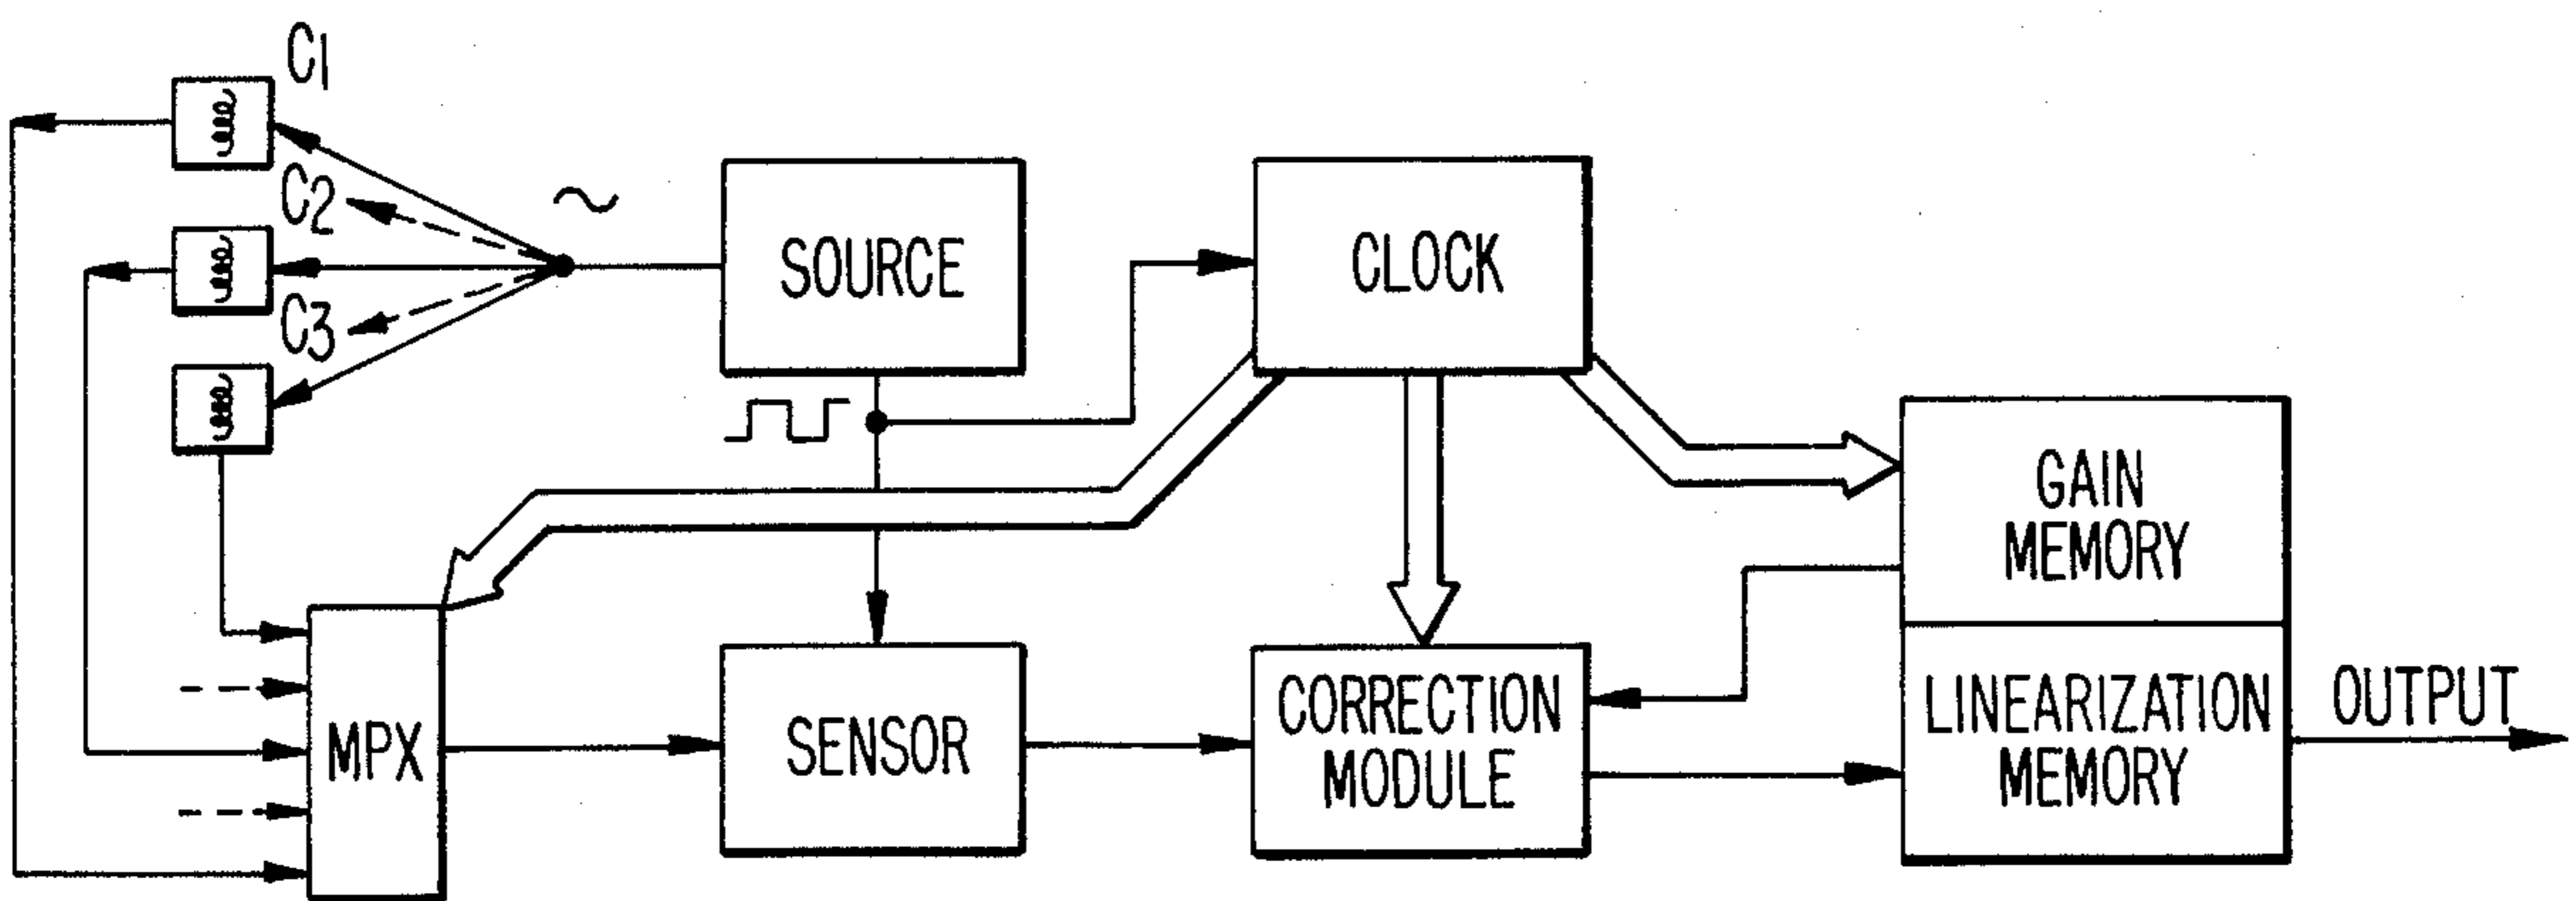 C1
C2
C3
SOURCE
CLOCK
GAIN
MEMORY
MPX
SENSOR
CORRECTION
MODULE
LINEARIZATION
MEMORY
OUTPUT